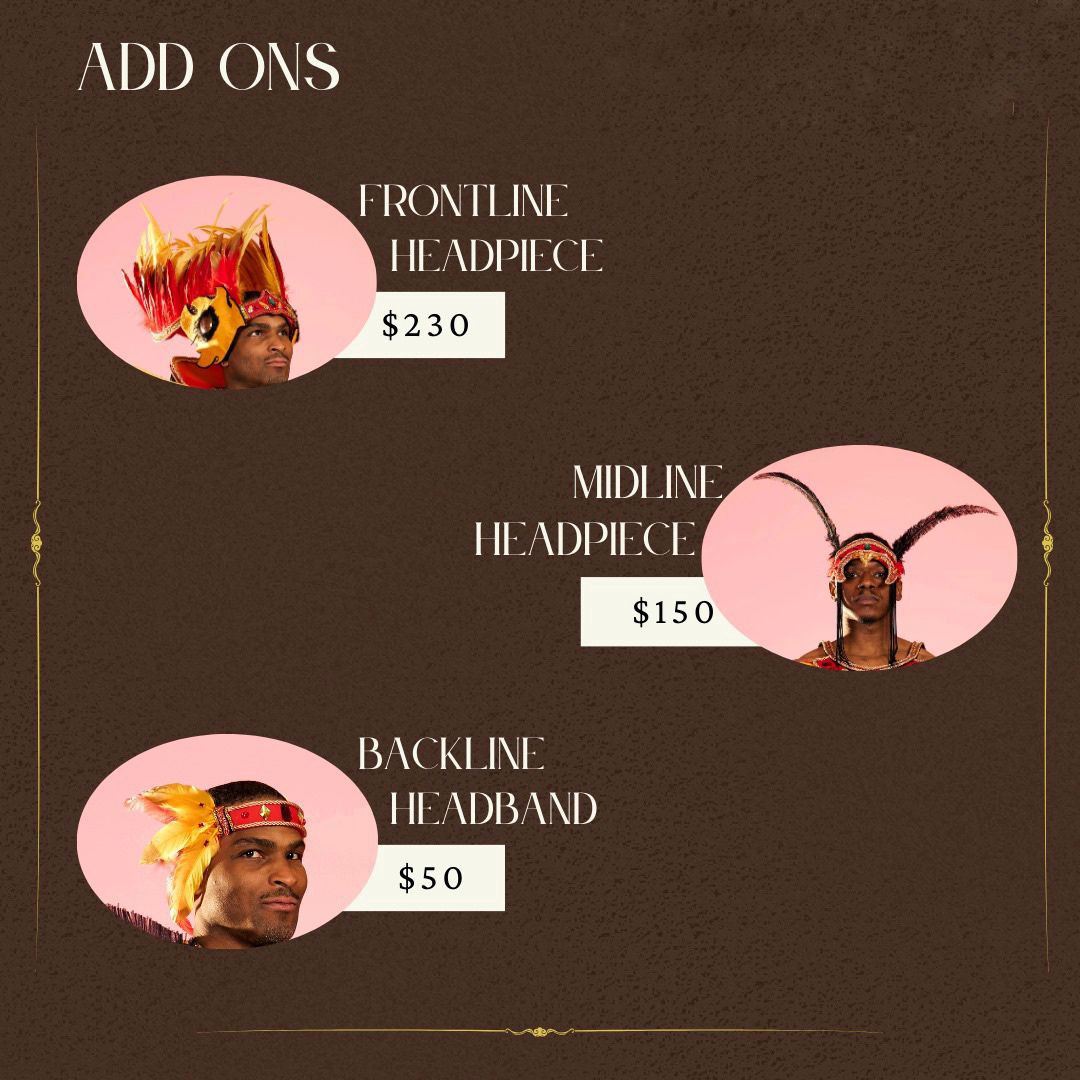 ADD ONS
FRONTLINE
HEADPIECE
$230
MIDLINE
HEADPIECE
$150
BACKLINE
HEADBAND
$50